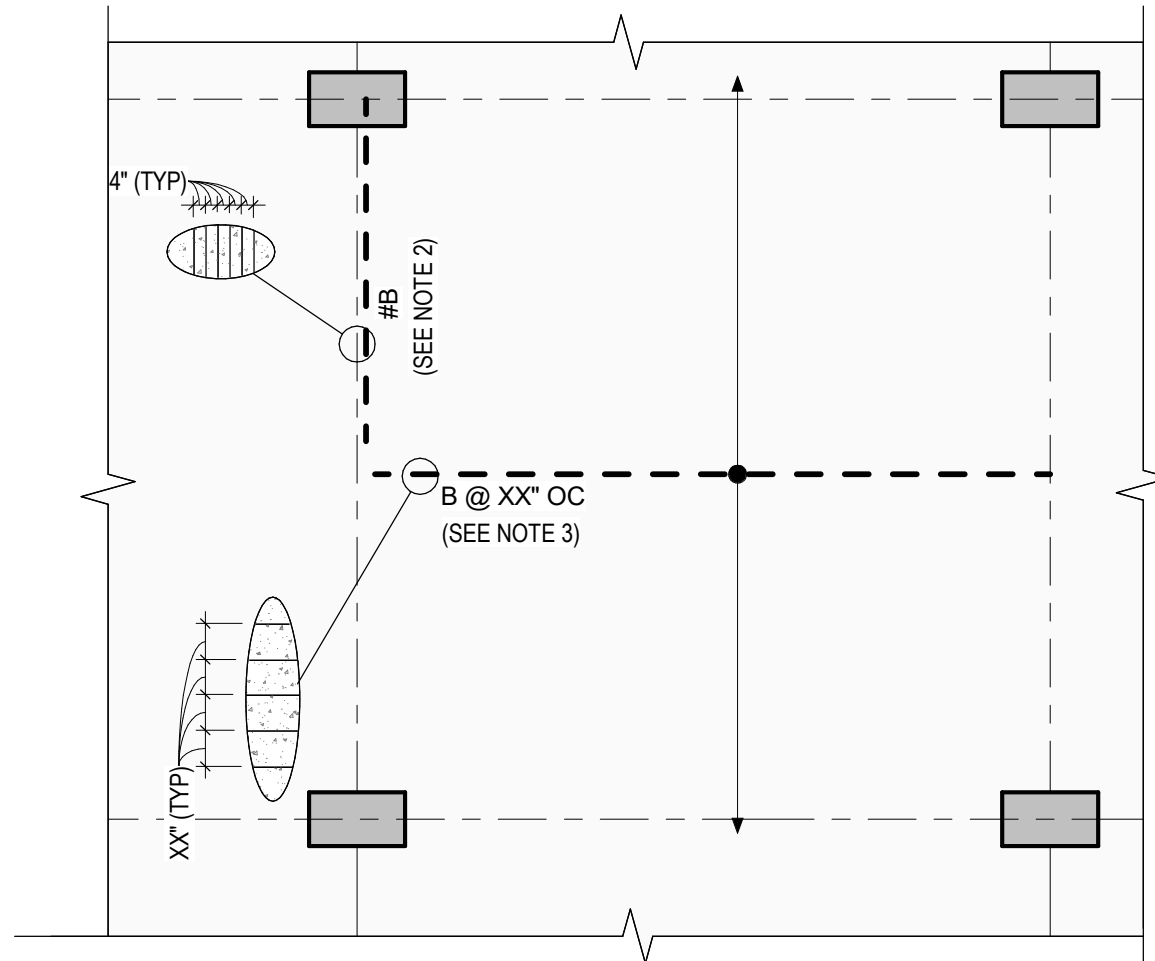 4" (TYP)
#B
(SEE NOTE 2)
B @ XX" OC
(SEE NOTE 3)
XX" (TYP)